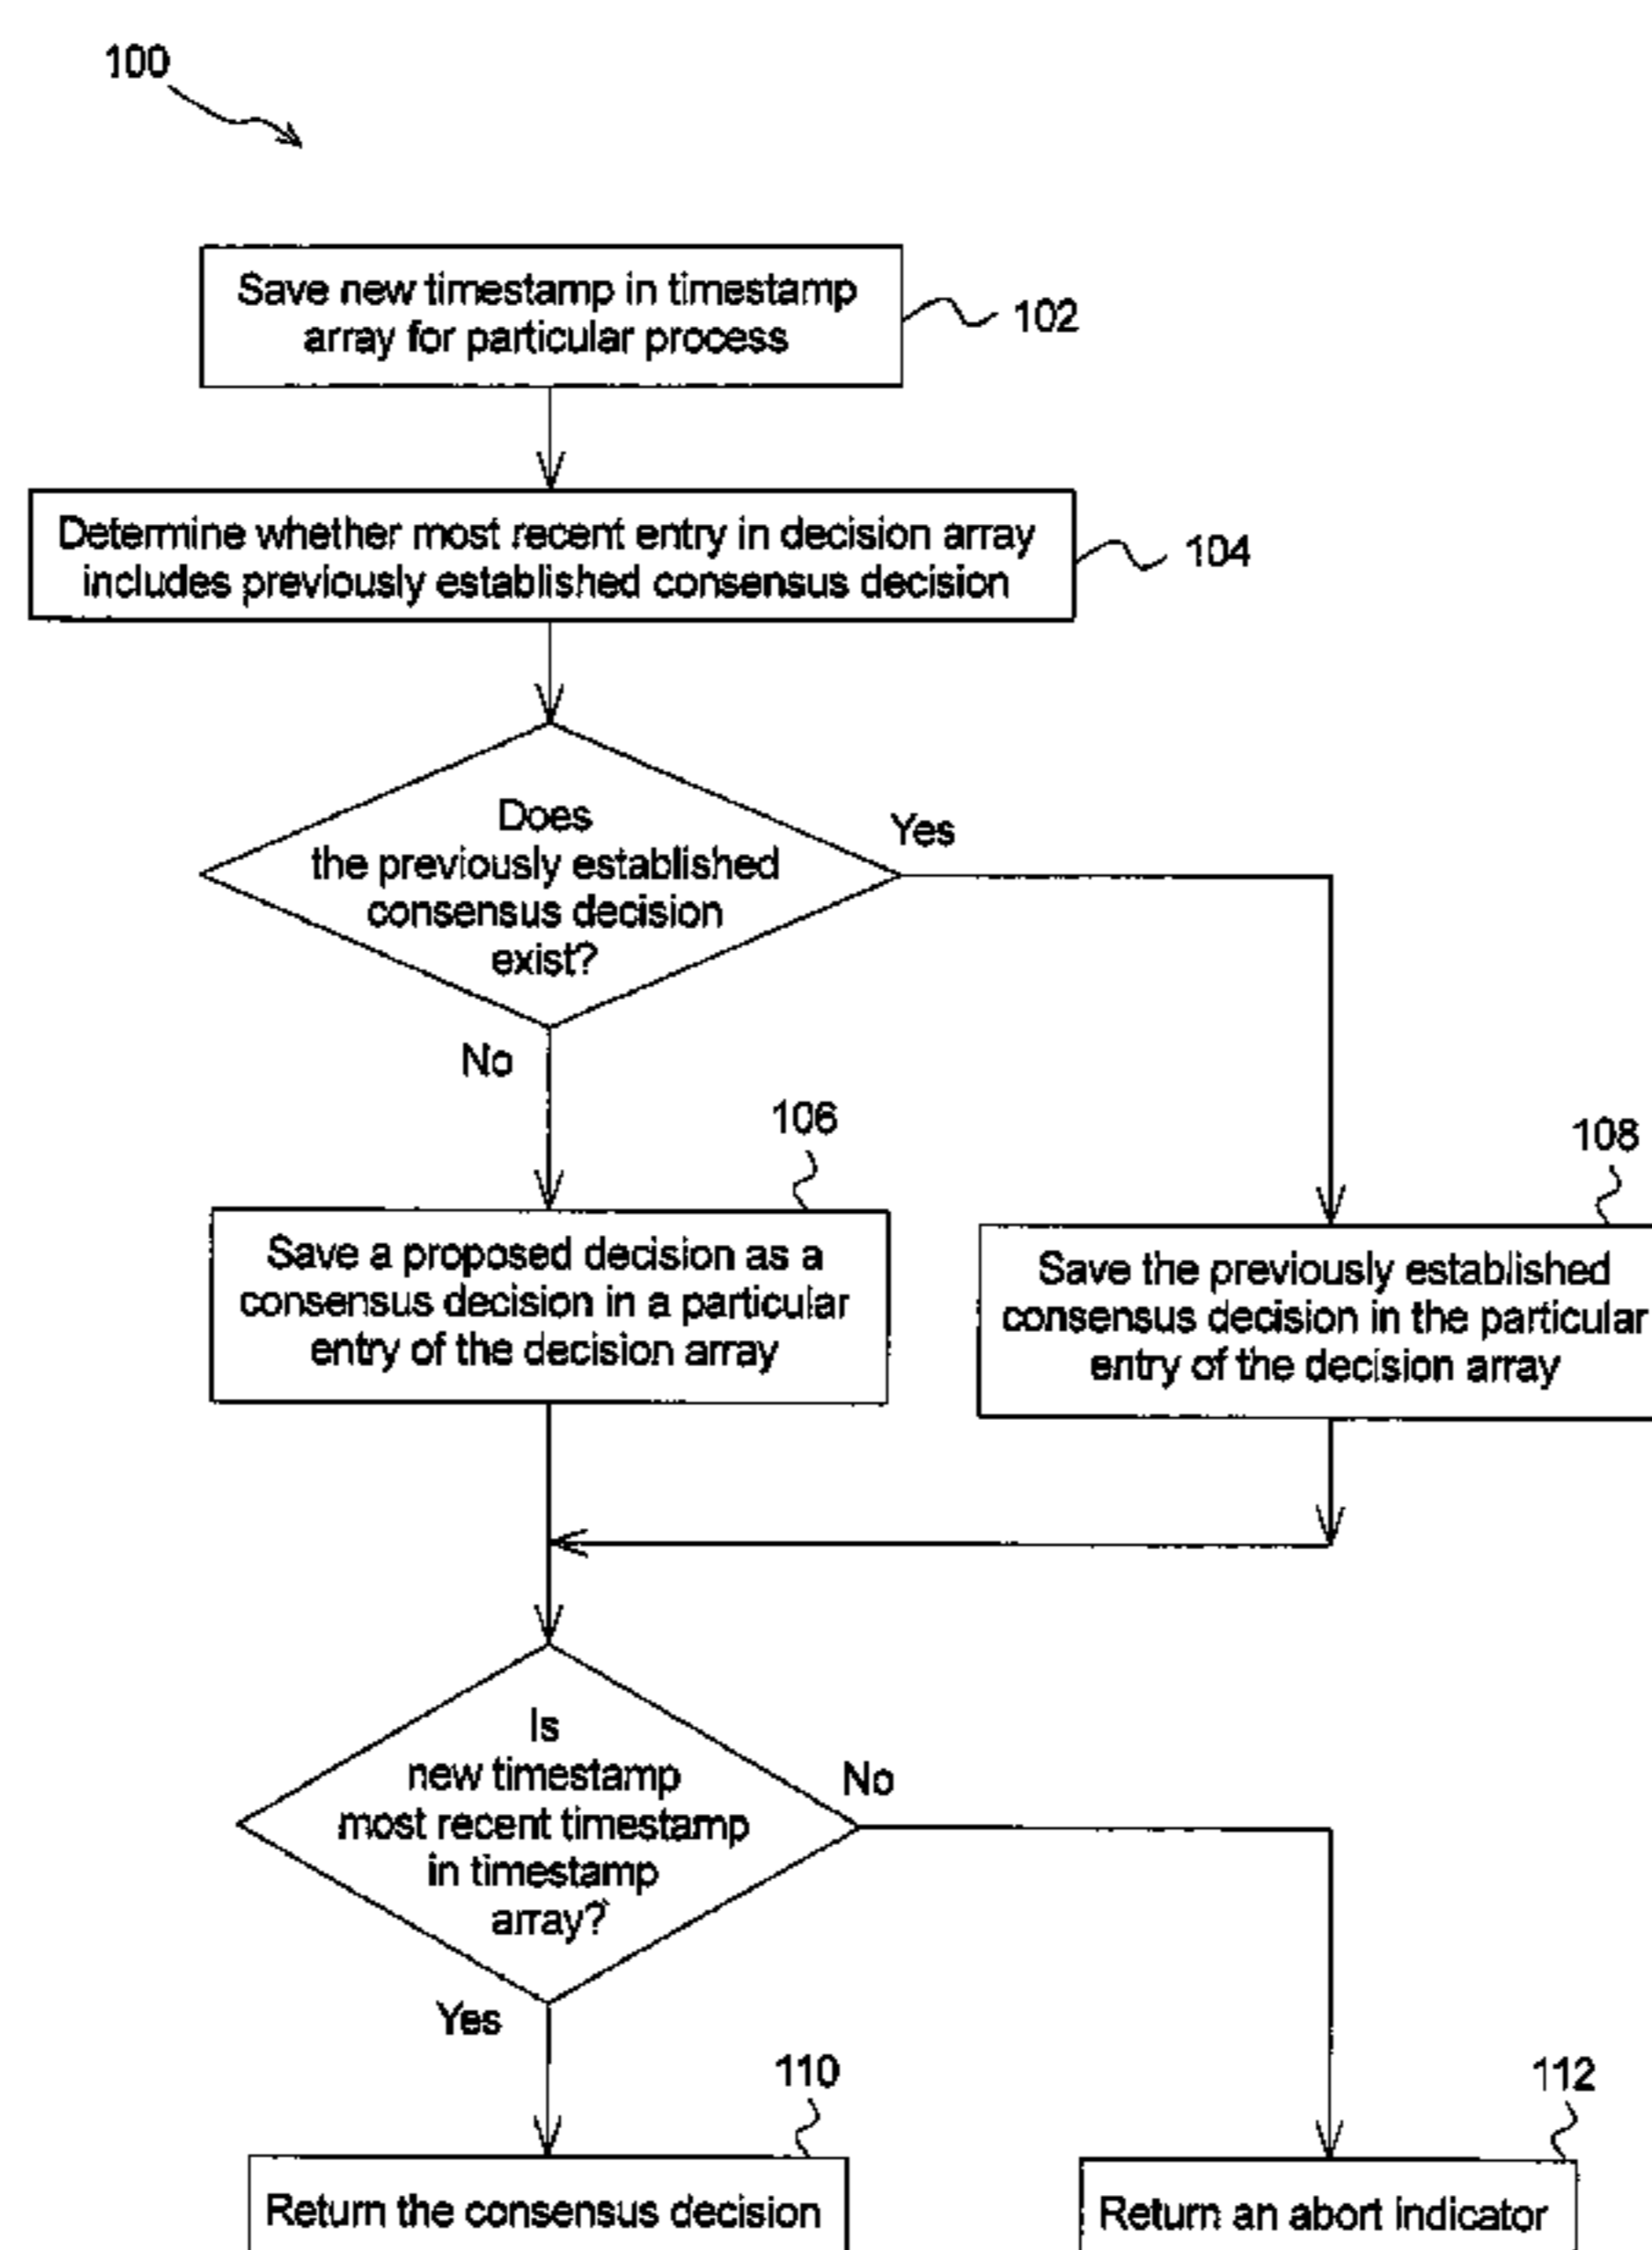 100
Save new timestamp in timestamp
array for particular process
102
Determine whether most recent entry in decision array
includes previously established consensus decision
104
Does
the previously established
consensus decision
exist?
Yes
No
106
108
Save a proposed decision as a
consensus decision in a particular
entry of the decision array
Save the previously established
consensus decision in the particular
entry of the decision array
Is
new timestamp
most recent timestamp
in timestamp
array?
No
Yes
110
112
Return the consensus decision
Return an abort indicator